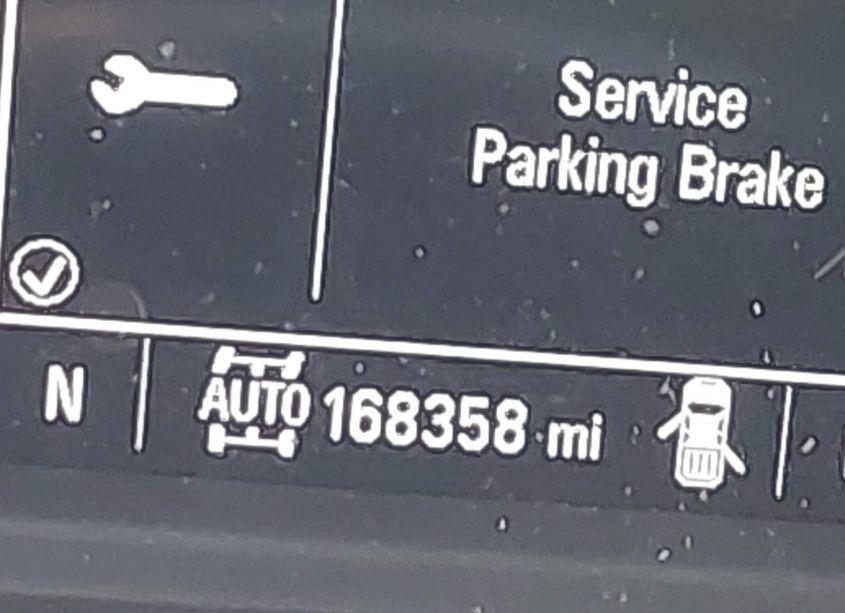 Service
Parking Brake
N
AUTO 168358 mi